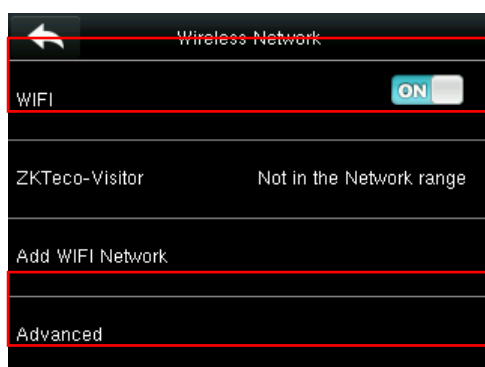 Wireless Network
WIFI ON
ZKTeco-Visitor Not in the Network range
Add WIFI Network
Advanced